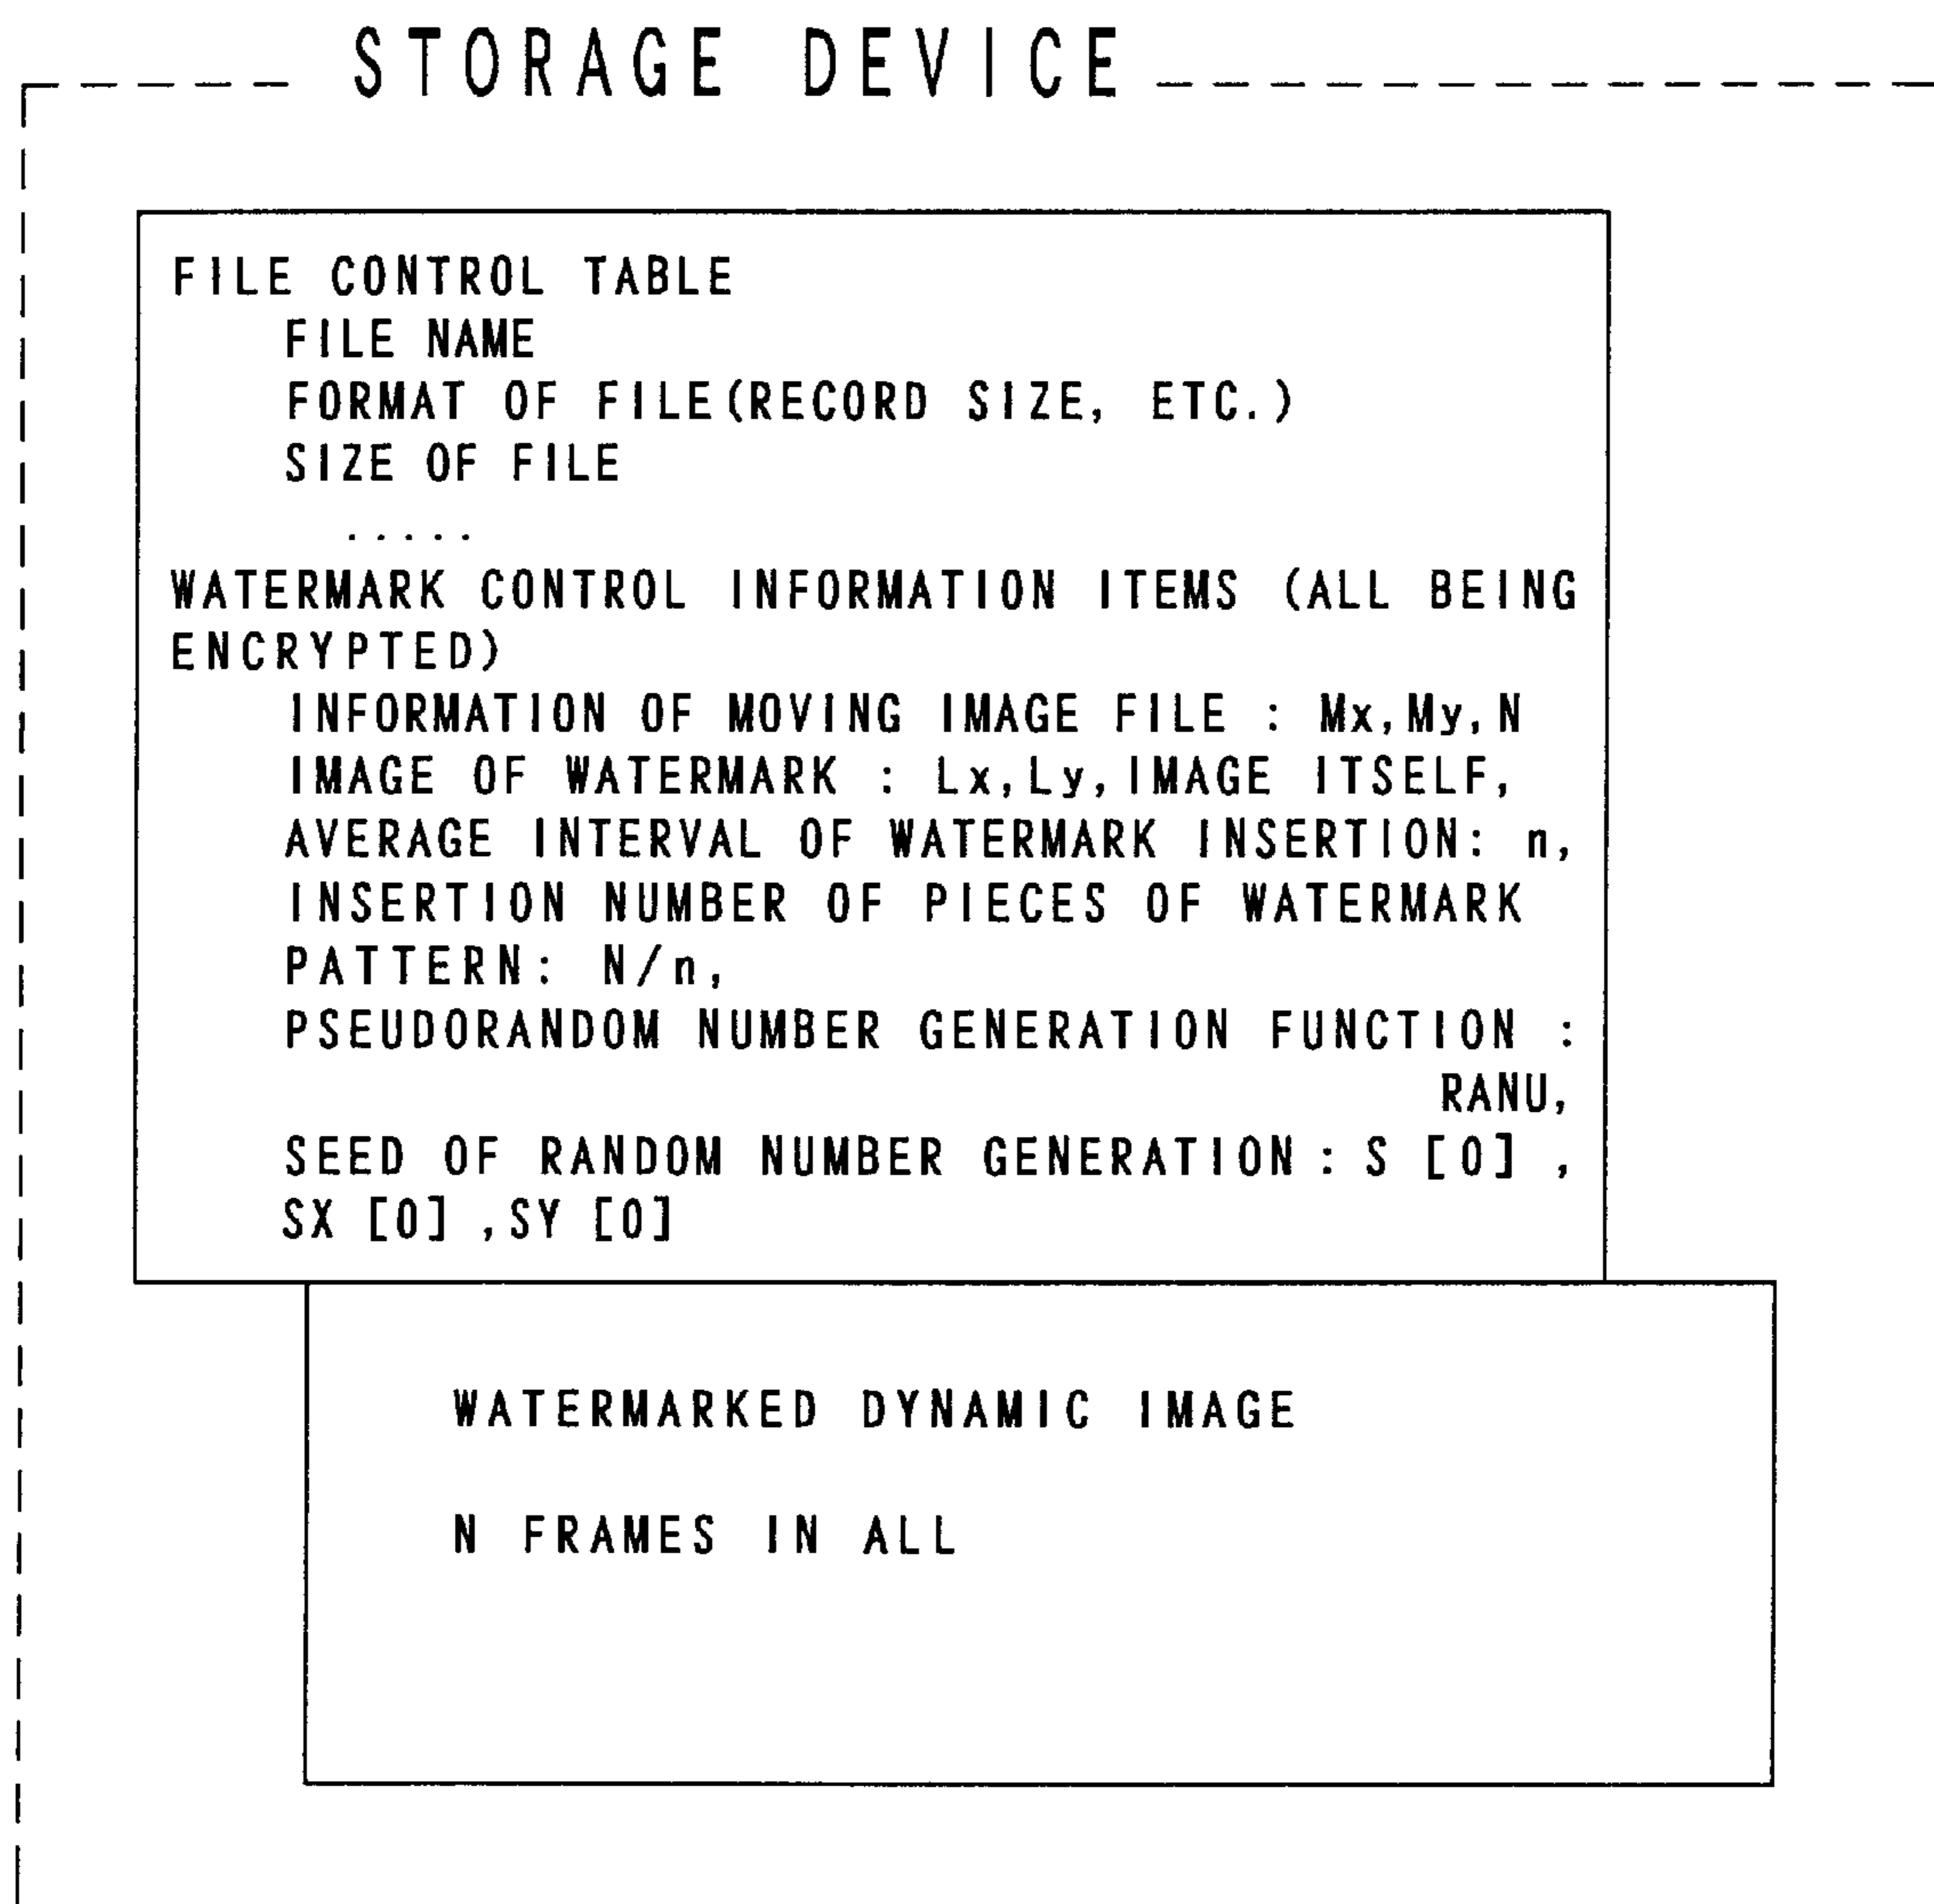 STORAGE DEVICE
FILE CONTROL TABLE
FILE NAME
FORMAT OF FILE(RECORD SIZE, ETC.)
SIZE OF FILE
.....
WATERMARK CONTROL INFORMATION ITEMS (ALL BEING
ENCRYPTED)
INFORMATION OF MOVING IMAGE FILE : Mx,My,N
IMAGE OF WATERMARK : Lx,Ly,IMAGE ITSELF,
AVERAGE INTERVAL OF WATERMARK INSERTION: n,
INSERTION NUMBER OF PIECES OF WATERMARK
PATTERN: N/n,
PSEUDORANDOM NUMBER GENERATION FUNCTION :
RANU,
SEED OF RANDOM NUMBER GENERATION : S [0] ,
SX [0] ,SY [0]
WATERMARKED DYNAMIC IMAGE
N FRAMES IN ALL